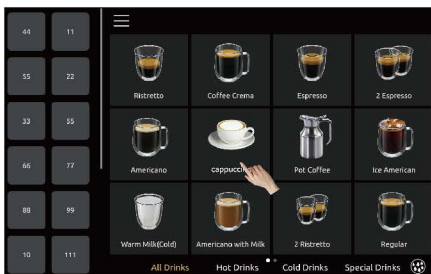 44 11
55 22
33 55
66 77
88 99
10 111
Ristretto Coffee Crema Espresso 2 Espresso
Americano Pot Coffee Ice American
Warm Milk(Cold) Americano with Milk 2 Ristretto Regular
All Drinks Hot Drinks Cold Drinks Special Drinks